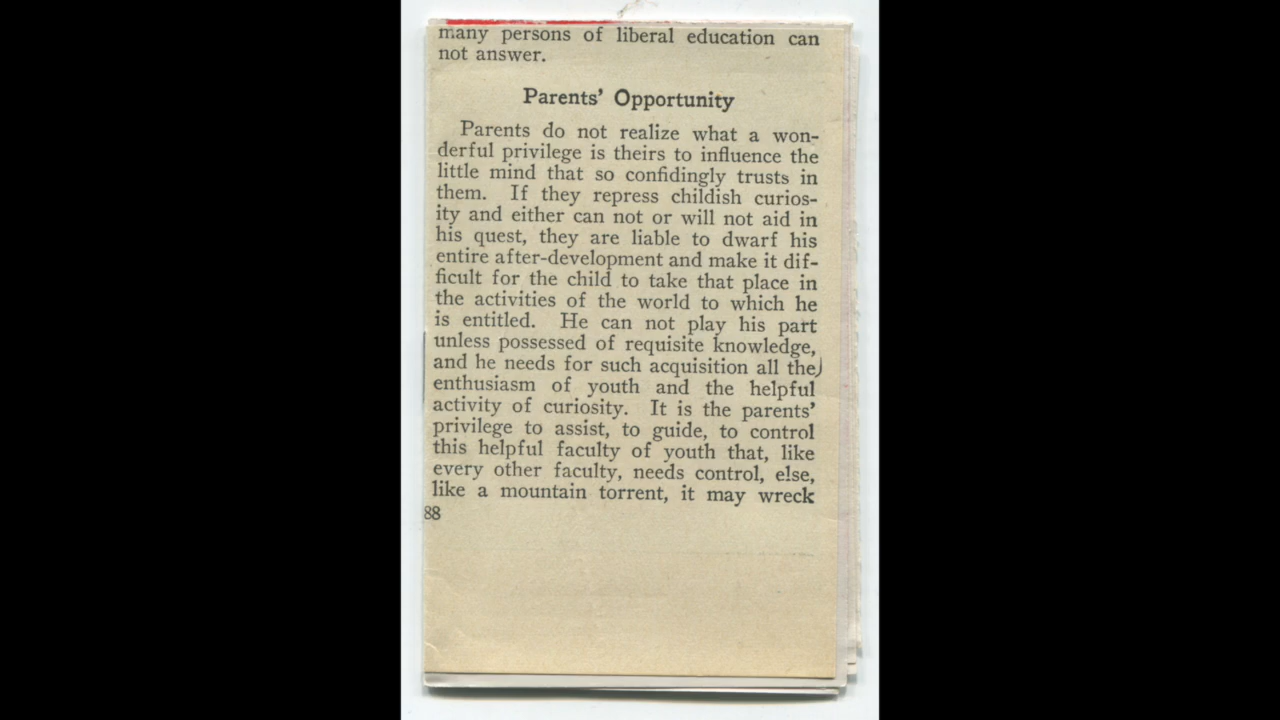 many persons of liberal education can
not answer.
Parents' Opportunity
Parents do not realize what a won-
derful privilege is theirs to influence the
little mind that so confidingly trusts in
them. If they repress childish curios-
ity and either can not or will not aid in
his quest, they are liable to dwarf his
entire after-development and make it dif-
ficult for the child to take that place in
the activities of the world to which he
is entitled. He can not play his part
unless possessed of requisite knowledge,
and he needs for such acquisition all the
enthusiasm of youth and the helpful
activity of curiosity. It is the parents'
privilege to assist, to guide, to control
this helpful faculty of youth that, like
every other faculty, needs control, else,
like a mountain torrent, it may wreck
88